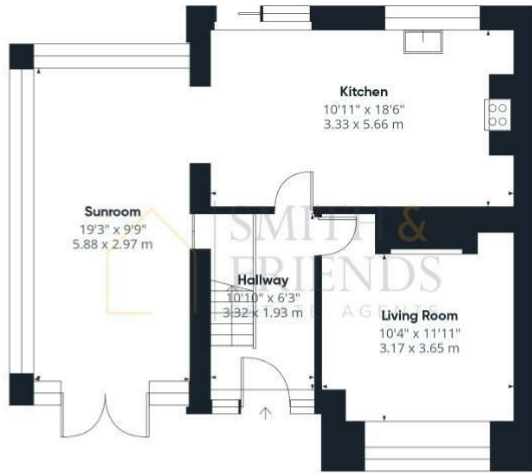 Kitchen
10'11" x 18'6"
3.33 x 5.66 m
Sunroom
19'3" x 9'9"
5.88 x 2.97 m
SMITH &
FRIENDS
ESTATE AGENTS
Hallway
10'10" x 6'3"
3.32 x 1.93 m
Living Room
10'4" x 11'11"
3.17 x 3.65 m